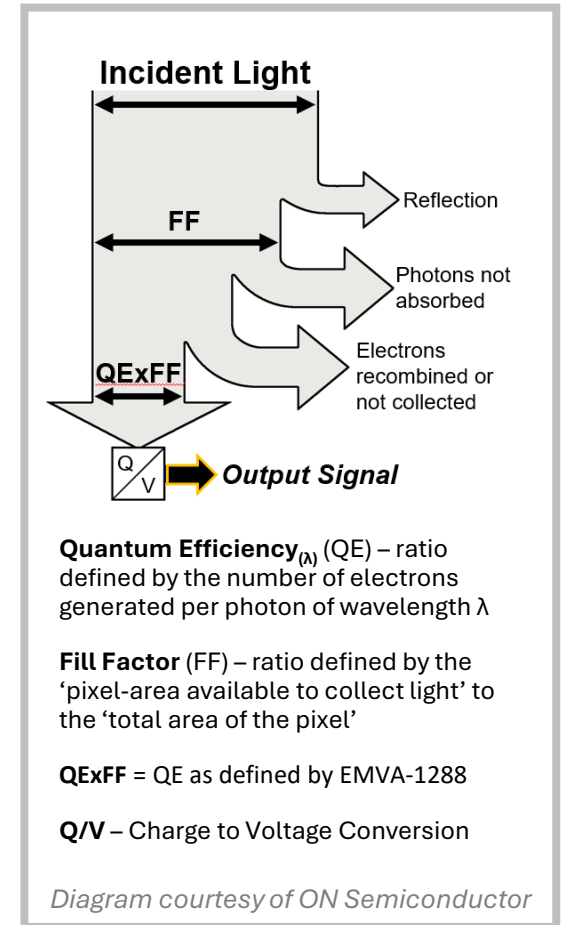 Incident Light
Reflection
FF
Photons not
absorbed
Electrons
recombined or
not collected
QExFF
Q
V
Output Signal
Quantum Efficiency(λ) (QE) – ratio
defined by the number of electrons
generated per photon of wavelength λ
Fill Factor (FF) – ratio defined by the
‘pixel-area available to collect light’ to
the ‘total area of the pixel’
QExFF = QE as defined by EMVA-1288
Q/V – Charge to Voltage Conversion
Diagram courtesy of ON Semiconductor